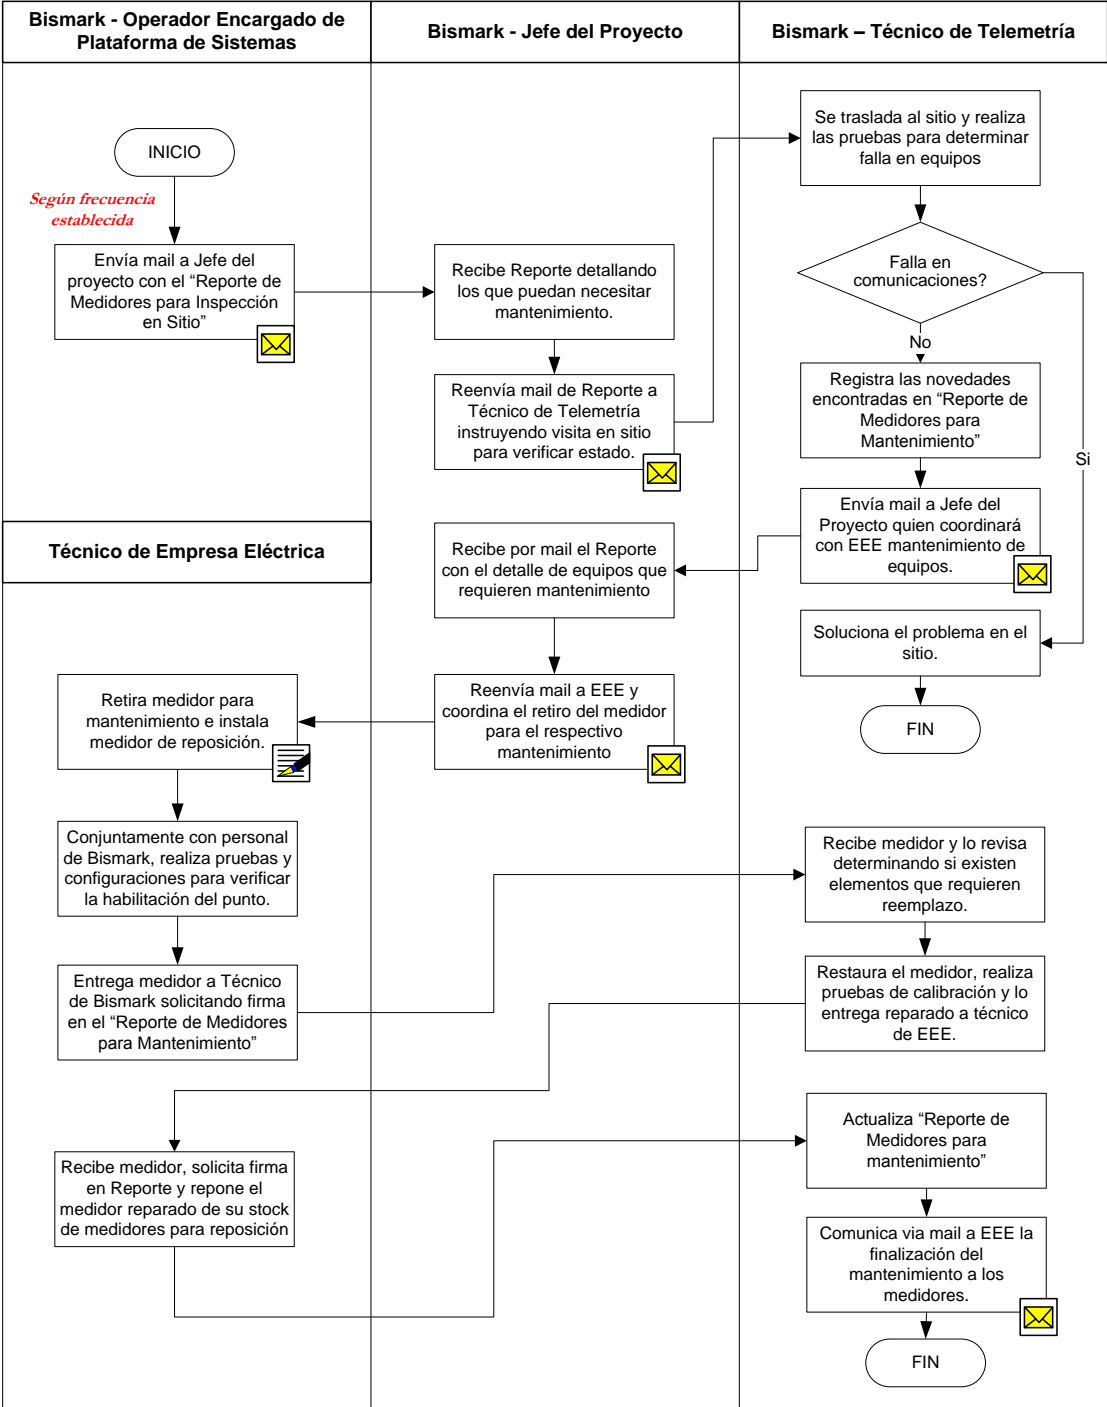 Bismark - Operador Encargado de
Plataforma de Sistemas
Bismark - Jefe del Proyecto
Bismark – Técnico de Telemetría
INICIO
Según frecuencia
establecida
Envía mail a Jefe del
proyecto con el “Reporte de
Medidores para Inspección
en Sitio”
Recibe Reporte detallando
los que puedan necesitar
mantenimiento.
Reenvía mail de Reporte a
Técnico de Telemetría
instruyendo visita en sitio
para verificar estado.
Se traslada al sitio y realiza
las pruebas para determinar
falla en equipos
Falla en
comunicaciones?
No
Si
Registra las novedades
encontradas en “Reporte de
Medidores para
Mantenimiento”
Envía mail a Jefe del
Proyecto quien coordinará
con EEE mantenimiento de
equipos.
Soluciona el problema en el
sitio.
FIN
Técnico de Empresa Eléctrica
Recibe por mail el Reporte
con el detalle de equipos que
requieren mantenimiento
Reenvía mail a EEE y
coordina el retiro del medidor
para el respectivo
mantenimiento
Retira medidor para
mantenimiento e instala
medidor de reposición.
Conjuntamente con personal
de Bismark, realiza pruebas y
configuraciones para verificar
la habilitación del punto.
Entrega medidor a Técnico
de Bismark solicitando firma
en el “Reporte de Medidores
para Mantenimiento”
Recibe medidor y lo revisa
determinando si existen
elementos que requieren
reemplazo.
Restaura el medidor, realiza
pruebas de calibración y lo
entrega reparado a técnico
de EEE.
Recibe medidor, solicita firma
en Reporte y repone el
medidor reparado de su stock
de medidores para reposición
Actualiza “Reporte de
Medidores para
mantenimiento”
Comunica via mail a EEE la
finalización del
mantenimiento a los
medidores.
FIN